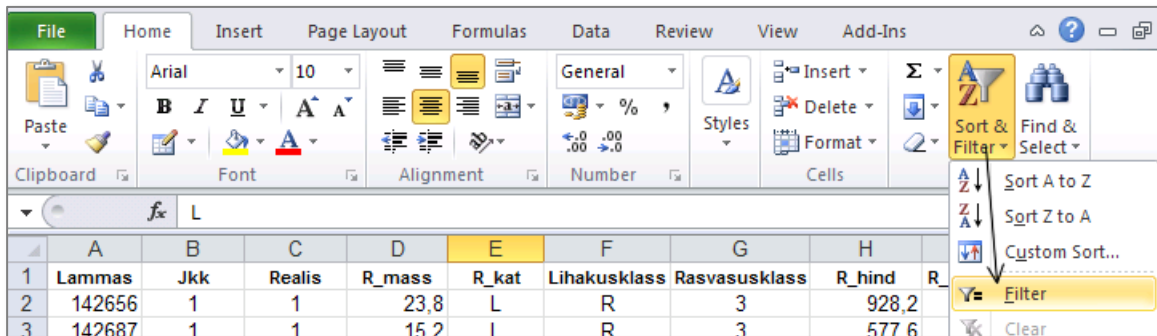 File Home Insert Page Layout Formulas Data Review View Add-Ins
Arial 10 General Insert Σ
B I U A A % , Delete
Paste Styles Sort & Find &
A .00 .00 Format Filter Select
Clipboard Font Alignment Number Cells
Sort A to Z
fx L
Sort Z to A
A B C D E F G H
Custom Sort...
1 Lammas Jkk Realis R_mass R_kat Lihakusklass Rasvasusklass R_hind R_
Filter
2 142656 1 1 23,8 L R 3 928,2
3 142687 1 1 15,2 L R 3 577,6
Clear